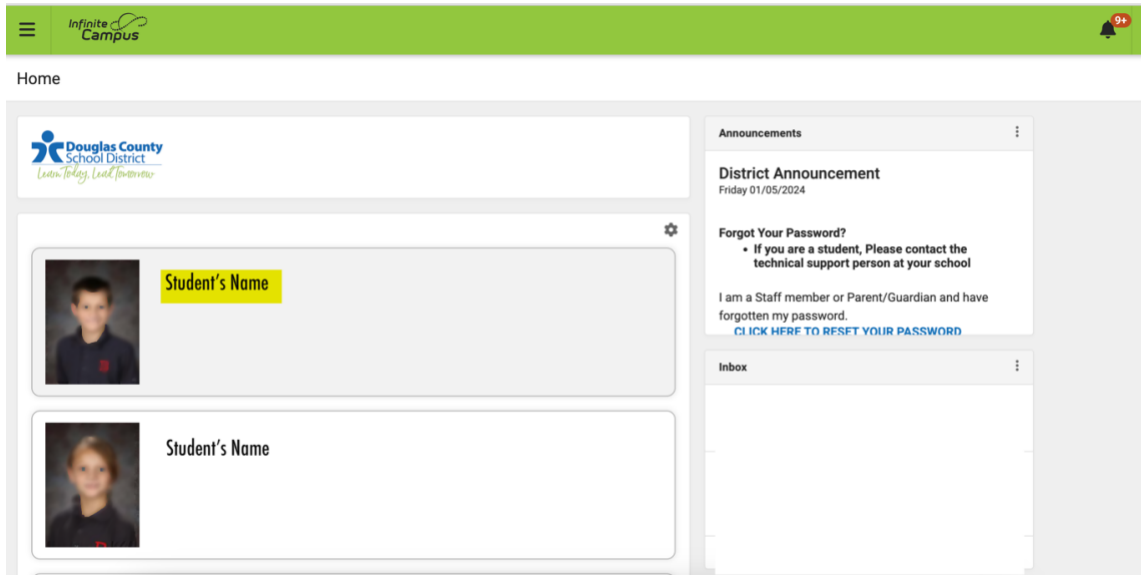 Infinite
Campus
9+
Home
Douglas County
School District
Learn Today, Lead Tomorrow
Student's Name
Student's Name
Announcements
District Announcement
Friday 01/05/2024
Forgot Your Password?
• If you are a student, Please contact the
technical support person at your school
I am a Staff member or Parent/Guardian and have
forgotten my password.
CLICK HERE TO RESET YOUR PASSWORD
Inbox